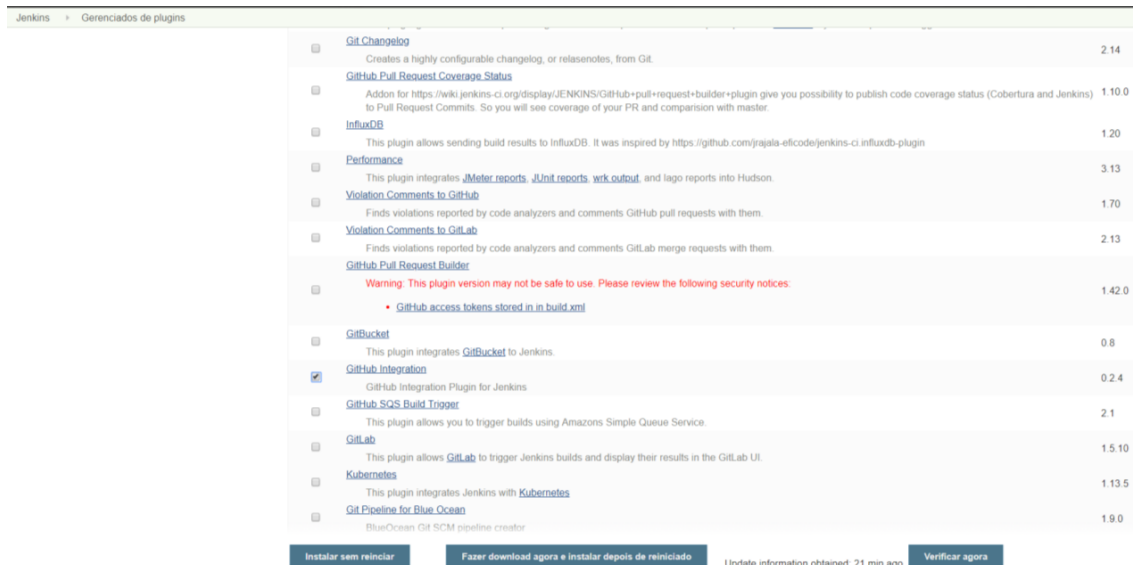 Jenkins
Gerenciados de plugins
Git Changelog
Creates a highly configurable changelog, or relasenotes, from Git.
2.14
GitHub Pull Request Coverage Status
Addon for https://wiki.jenkins-ci.org/display/JENKINS/GitHub+pull+request+builder+plugin give you possibility to publish code coverage status (Cobertura and Jenkins)
to Pull Request Commits. So you will see coverage of your PR and comparision with master.
1.10.0
InfluxDB
This plugin allows sending build results to InfluxDB. It was inspired by https://github.com/jrajala-eficode/jenkins-ci.influxdb-plugin
1.20
Performance
This plugin integrates JMeter reports, JUnit reports, wrk output, and Iago reports into Hudson.
3.13
Violation Comments to GitHub
Finds violations reported by code analyzers and comments GitHub pull requests with them.
1.70
Violation Comments to GitLab
Finds violations reported by code analyzers and comments GitLab merge requests with them.
2.13
GitHub Pull Request Builder
Warning: This plugin version may not be safe to use. Please review the following security notices:
• GitHub access tokens stored in in build.xml
1.42.0
GitBucket
This plugin integrates GitBucket to Jenkins.
0.8
GitHub Integration
GitHub Integration Plugin for Jenkins
0.2.4
GitHub SQS Build Trigger
This plugin allows you to trigger builds using Amazons Simple Queue Service.
2.1
GitLab
This plugin allows GitLab to trigger Jenkins builds and display their results in the GitLab UI.
1.5.10
Kubernetes
This plugin integrates Jenkins with Kubernetes
1.13.5
Git Pipeline for Blue Ocean
BlueOcean Git SCM pipeline creator
1.9.0
Instalar sem reinciar
Fazer download agora e instalar depois de reiniciado
Update information obtained: 21 min ago
Verificar agora